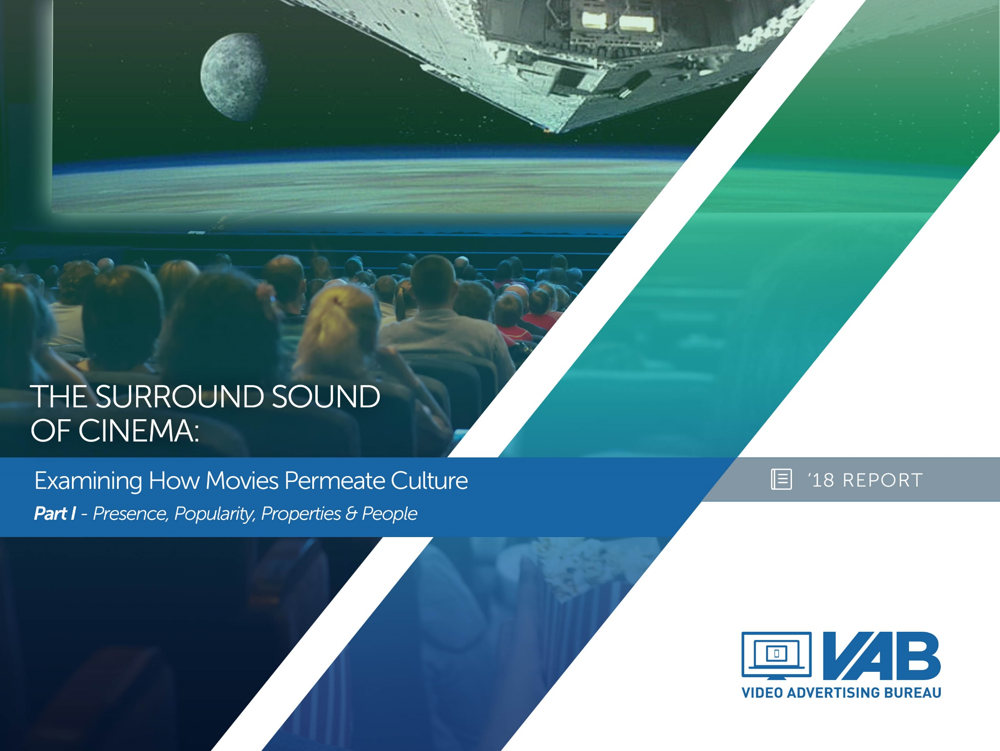 THE SURROUND SOUND
OF CINEMA:
Examining How Movies Permeate Culture
Part I - Presence, Popularity, Properties & People
'18 REPORT
VAB
VIDEO ADVERTISING BUREAU